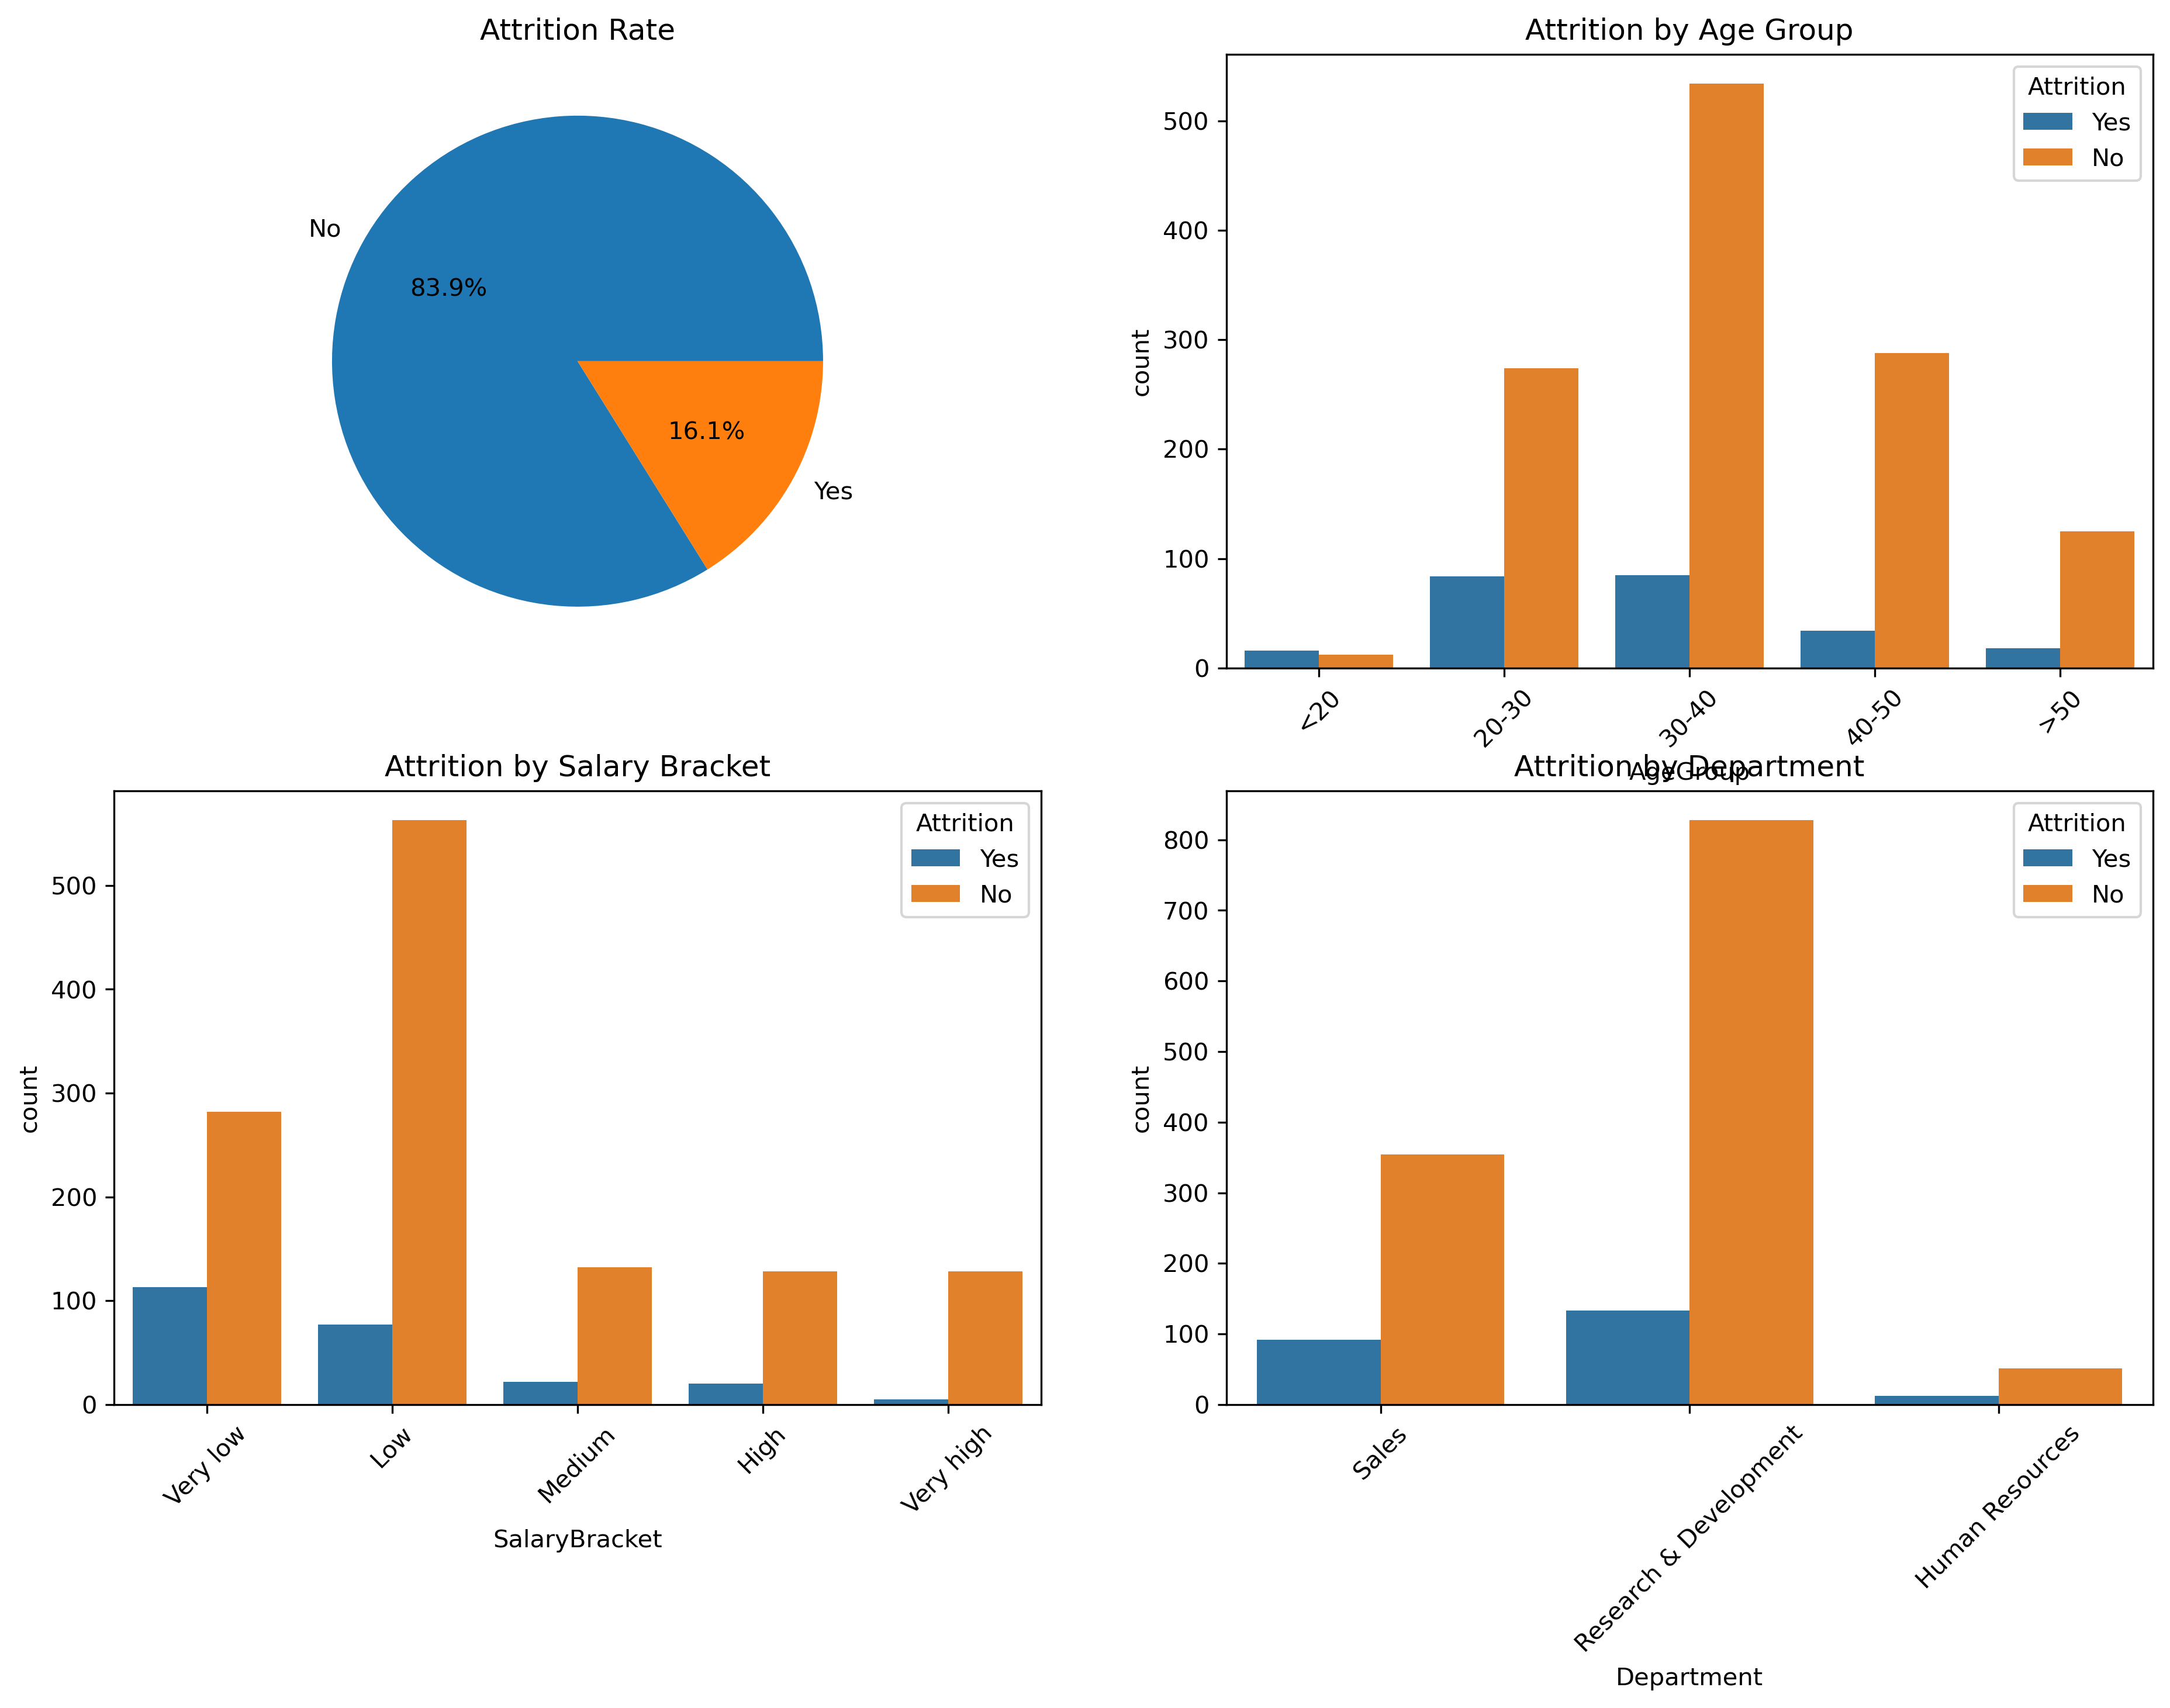 Attrition Rate
No
83.9%
16.1%
Yes
Attrition by Age Group
Attrition
Yes
No
count
500
400
300
200
100
0
<20
20-30
30-40
40-50
>50
AgeGroup
Attrition by Salary Bracket
Attrition
Yes
No
count
500
400
300
200
100
0
Very low
Low
Medium
High
Very high
SalaryBracket
Attrition by Department
Attrition
Yes
No
count
800
700
600
500
400
300
200
100
0
Sales
Research & Development
Human Resources
Department